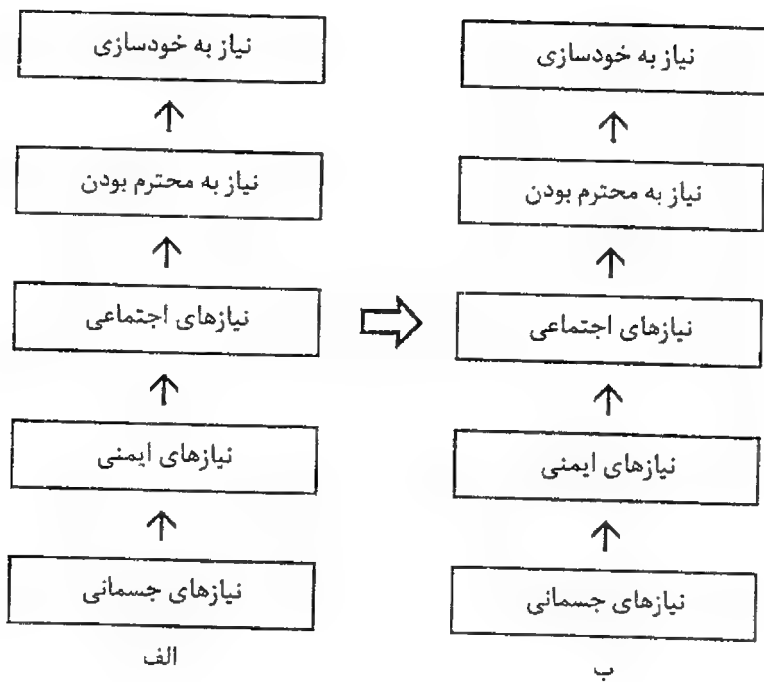 نیاز به خودسازی
نیاز به محترم بودن
نیازهای اجتماعی
نیازهای ایمنی
نیازهای جسمانی
الف
نیاز به خودسازی
نیاز به محترم بودن
نیازهای اجتماعی
نیازهای ایمنی
نیازهای جسمانی
ب